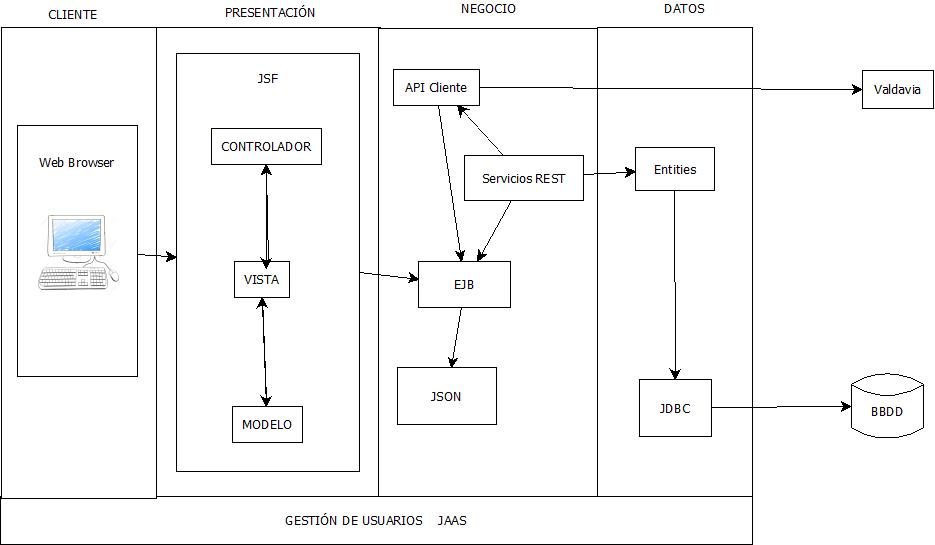 CLIENTE
PRESENTACIÓN
NEGOCIO
DATOS
Web Browser
JSF
CONTROLADOR
VISTA
MODELO
API Cliente
Servicios REST
EJB
JSON
Entities
JDBC
Valdavia
BBDD
GESTIÓN DE USUARIOS JAAS